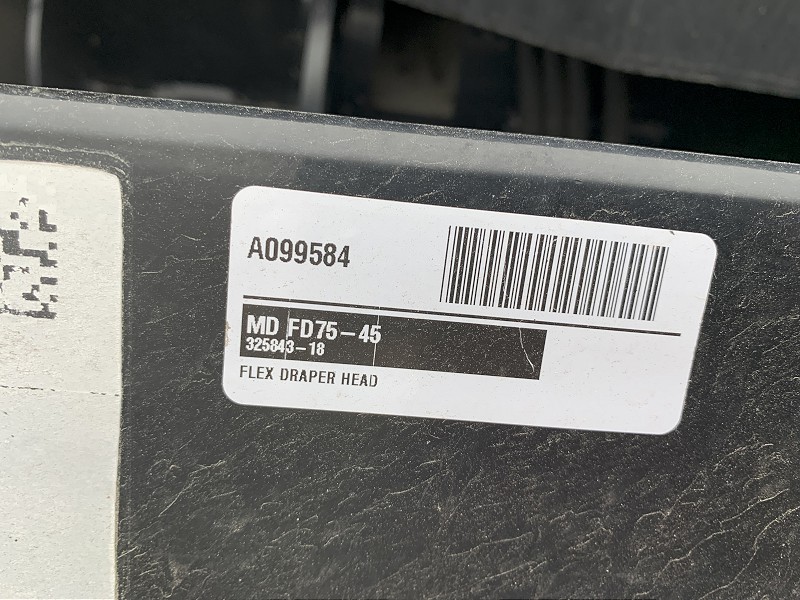 A099584
MD FD75-45
325843-18
FLEX DRAPER HEAD